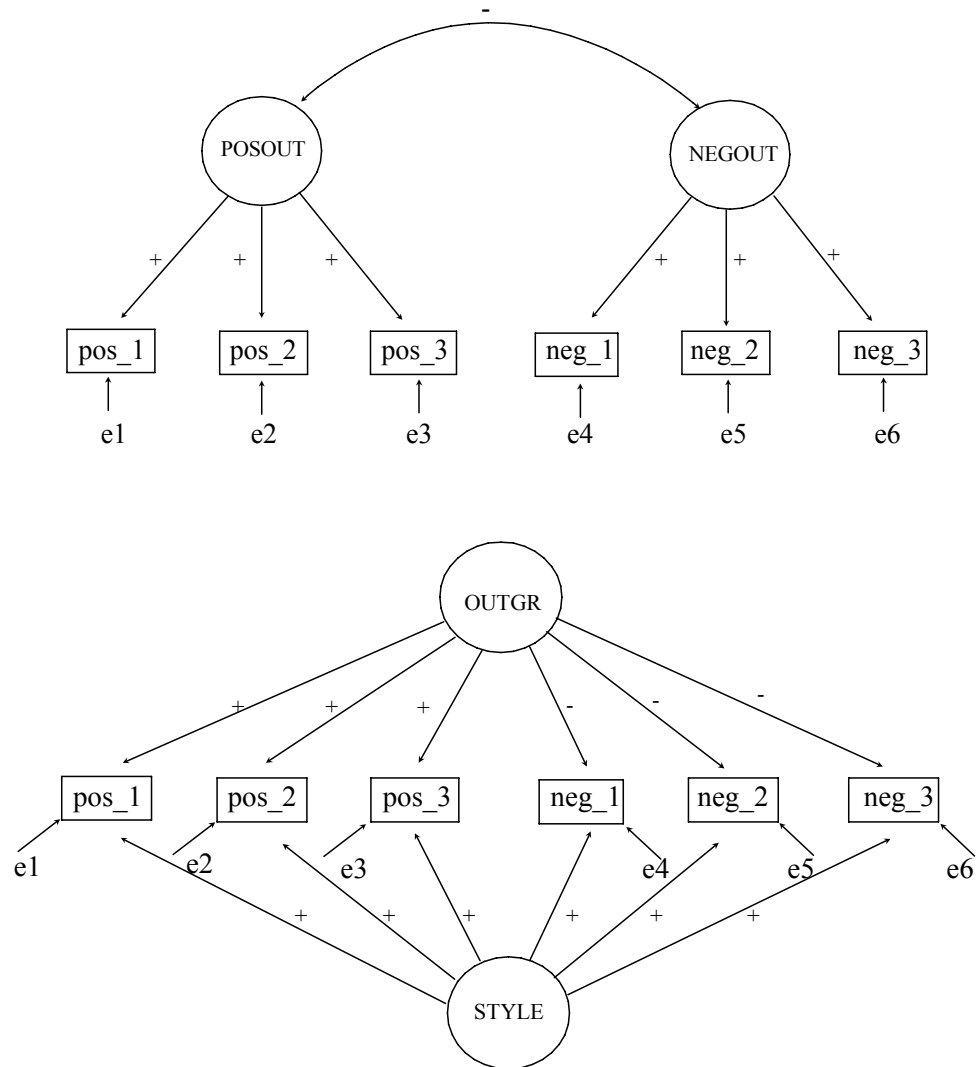 -
POSOUT NEGOUT
+ + + + + +
pos_1 pos_2 pos_3 neg_1 neg_2 neg_3
e1 e2 e3 e4 e5 e6
OUTGR
+ + + - - -
pos_1 pos_2 pos_3 neg_1 neg_2 neg_3
e1 e2 e3 e4 e5 e6
+ + + + + +
STYLE